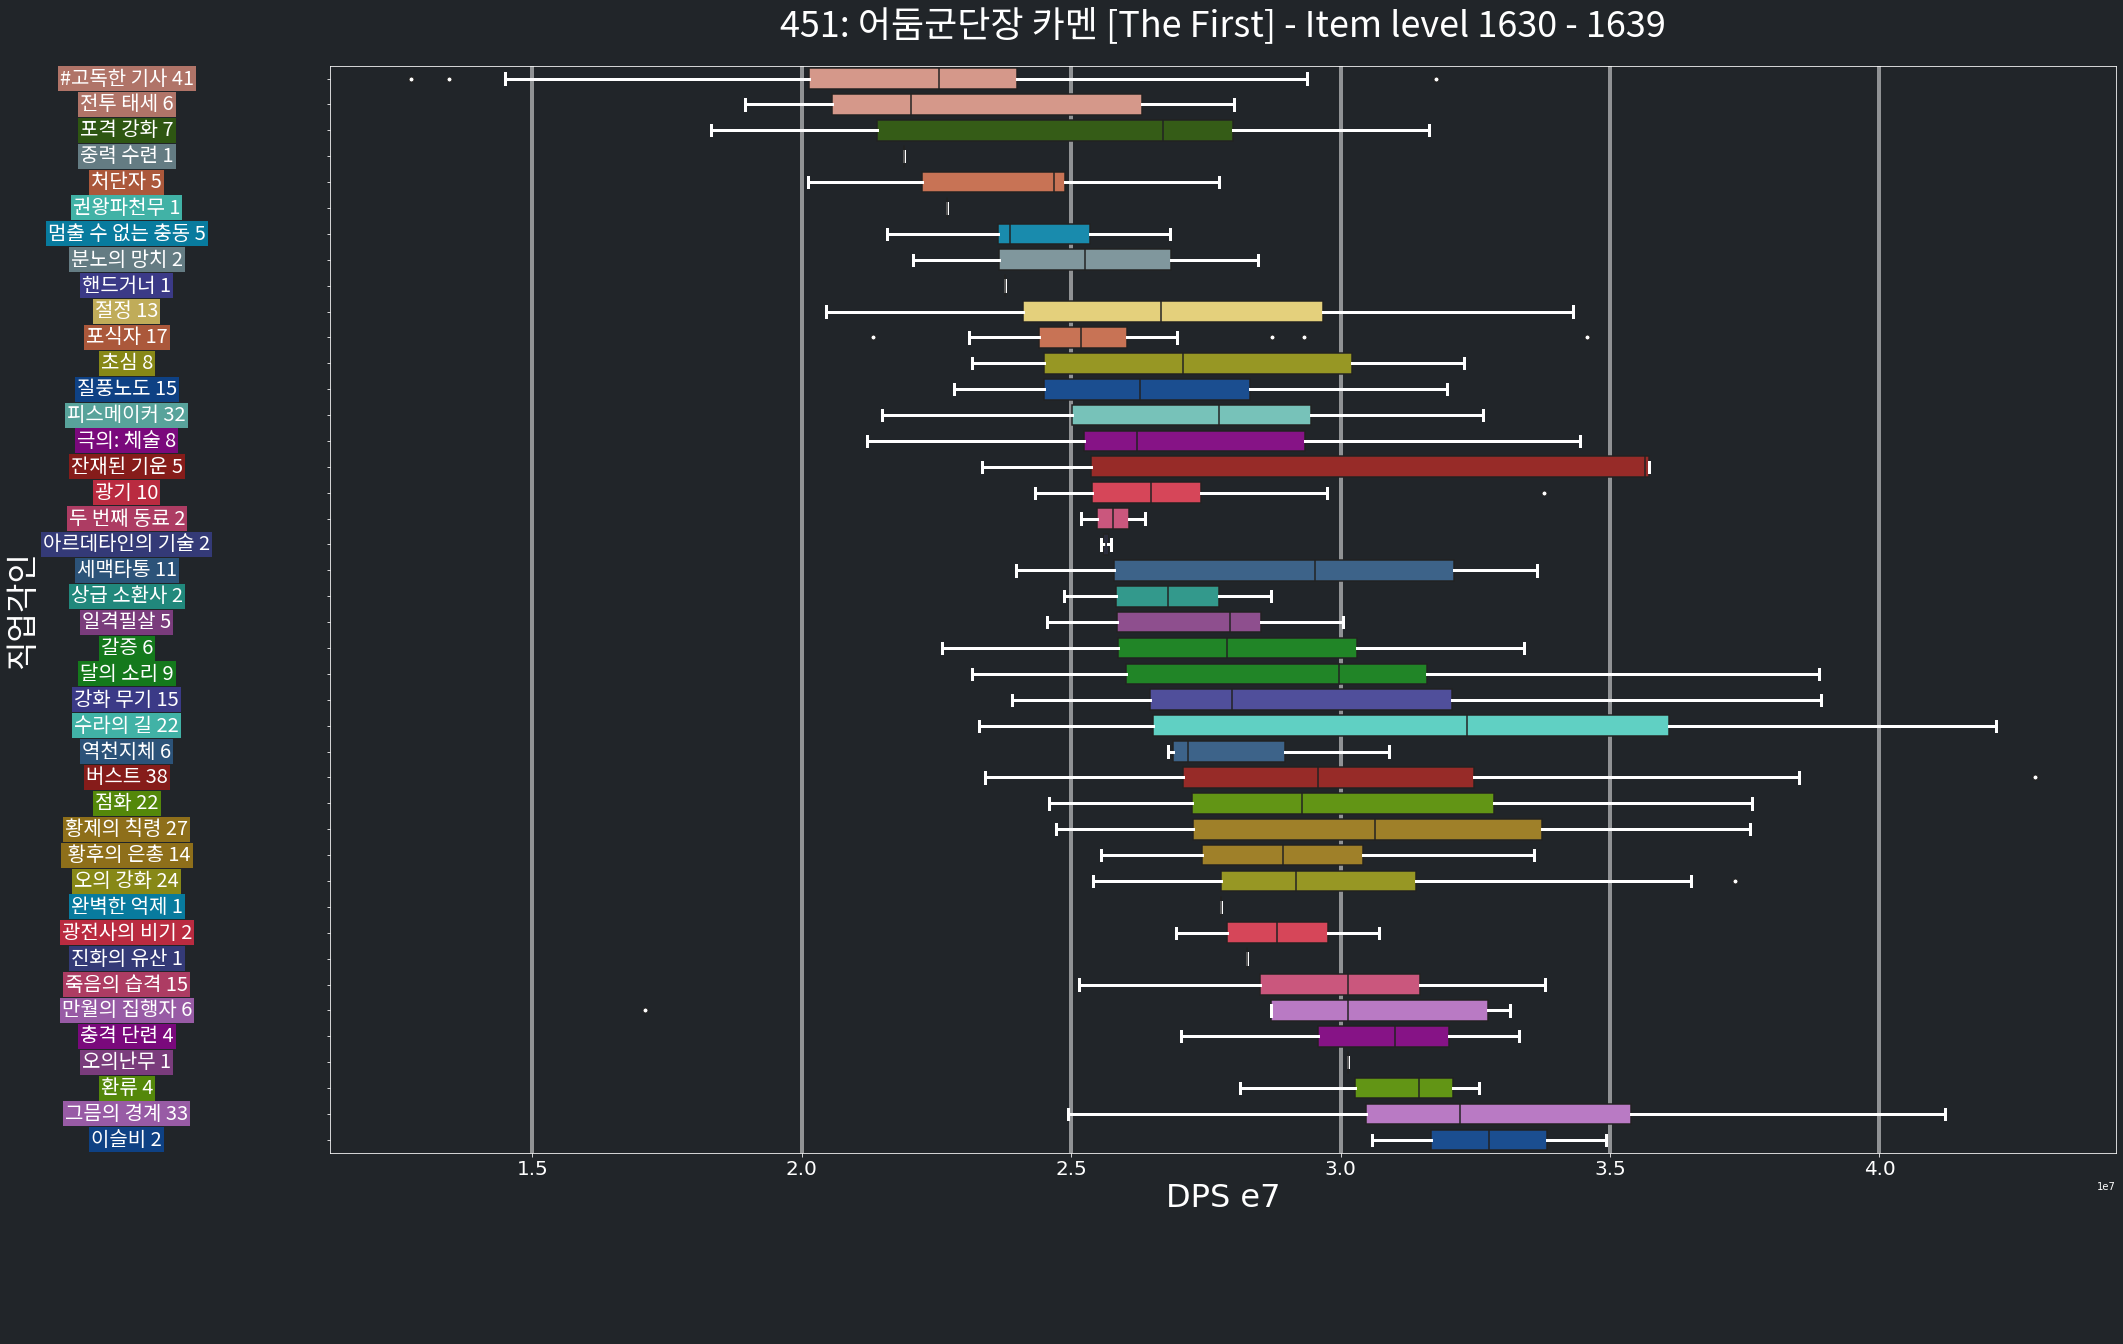 451: 어둠군단장 카멘 [The First] - Item level 1630 - 1639
직업각인
#고독한 기사 41
전투 태세 6
포격 강화 7
중력 수련 1
처단자 5
권왕파천무 1
멈출 수 없는 충동 5
분노의 망치 2
핸드거너 1
절정 13
포식자 17
초심 8
질풍노도 15
피스메이커 32
극의: 체술 8
잔재된 기운 5
광기 10
두 번째 동료 2
아르데타인의 기술 2
세맥타통 11
상급 소환사 2
일격필살 5
갈증 6
달의 소리 9
강화 무기 15
수라의 길 22
역천지체 6
버스트 38
점화 22
황제의 칙령 27
황후의 은총 14
오의 강화 24
완벽한 억제 1
광전사의 비기 2
진화의 유산 1
죽음의 습격 15
만월의 집행자 6
충격 단련 4
오의난무 1
환류 4
그믐의 경계 33
이슬비 2
1.5 2.0 2.5 3.0 3.5 4.0
1e7
DPS e7